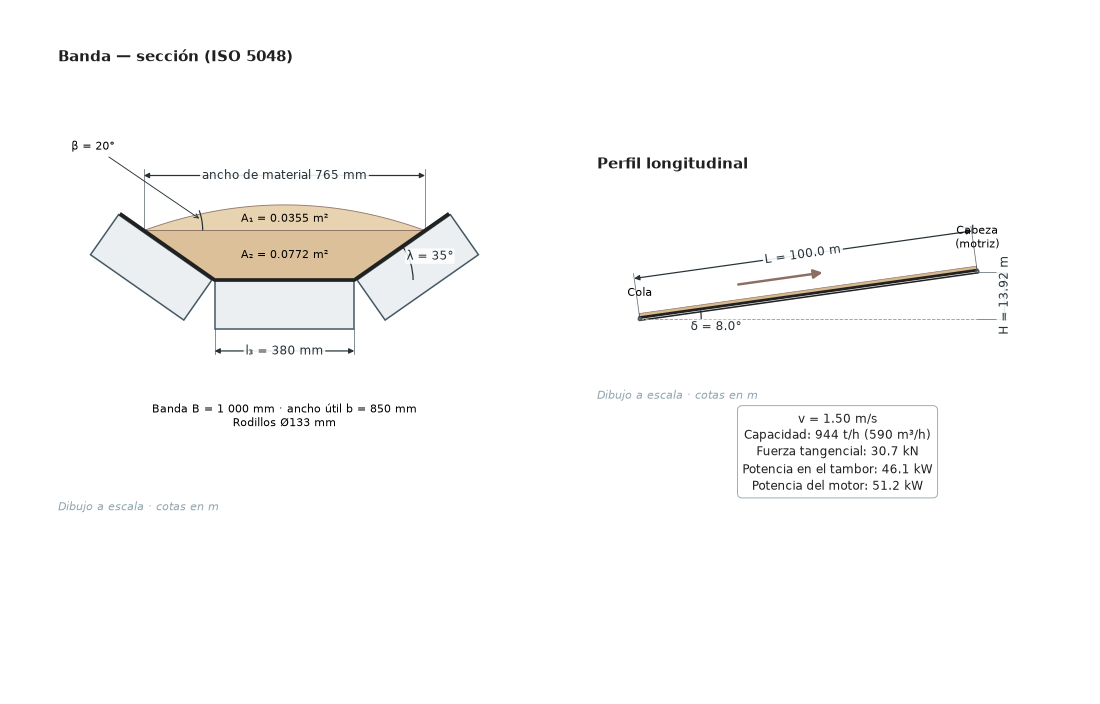 Banda — sección (ISO 5048)
β = 20°
ancho de material 765 mm
A₁ = 0.0355 m²
A₂ = 0.0772 m²
λ = 35°
l₃ = 380 mm
Banda B = 1 000 mm · ancho útil b = 850 mm
Rodillos Ø133 mm
Dibujo a escala · cotas en m
Perfil longitudinal
Cabeza
(motriz)
L = 100.0 m
Cola
H = 13.92 m
δ = 8.0°
Dibujo a escala · cotas en m
v = 1.50 m/s
Capacidad: 944 t/h (590 m³/h)
Fuerza tangencial: 30.7 kN
Potencia en el tambor: 46.1 kW
Potencia del motor: 51.2 kW